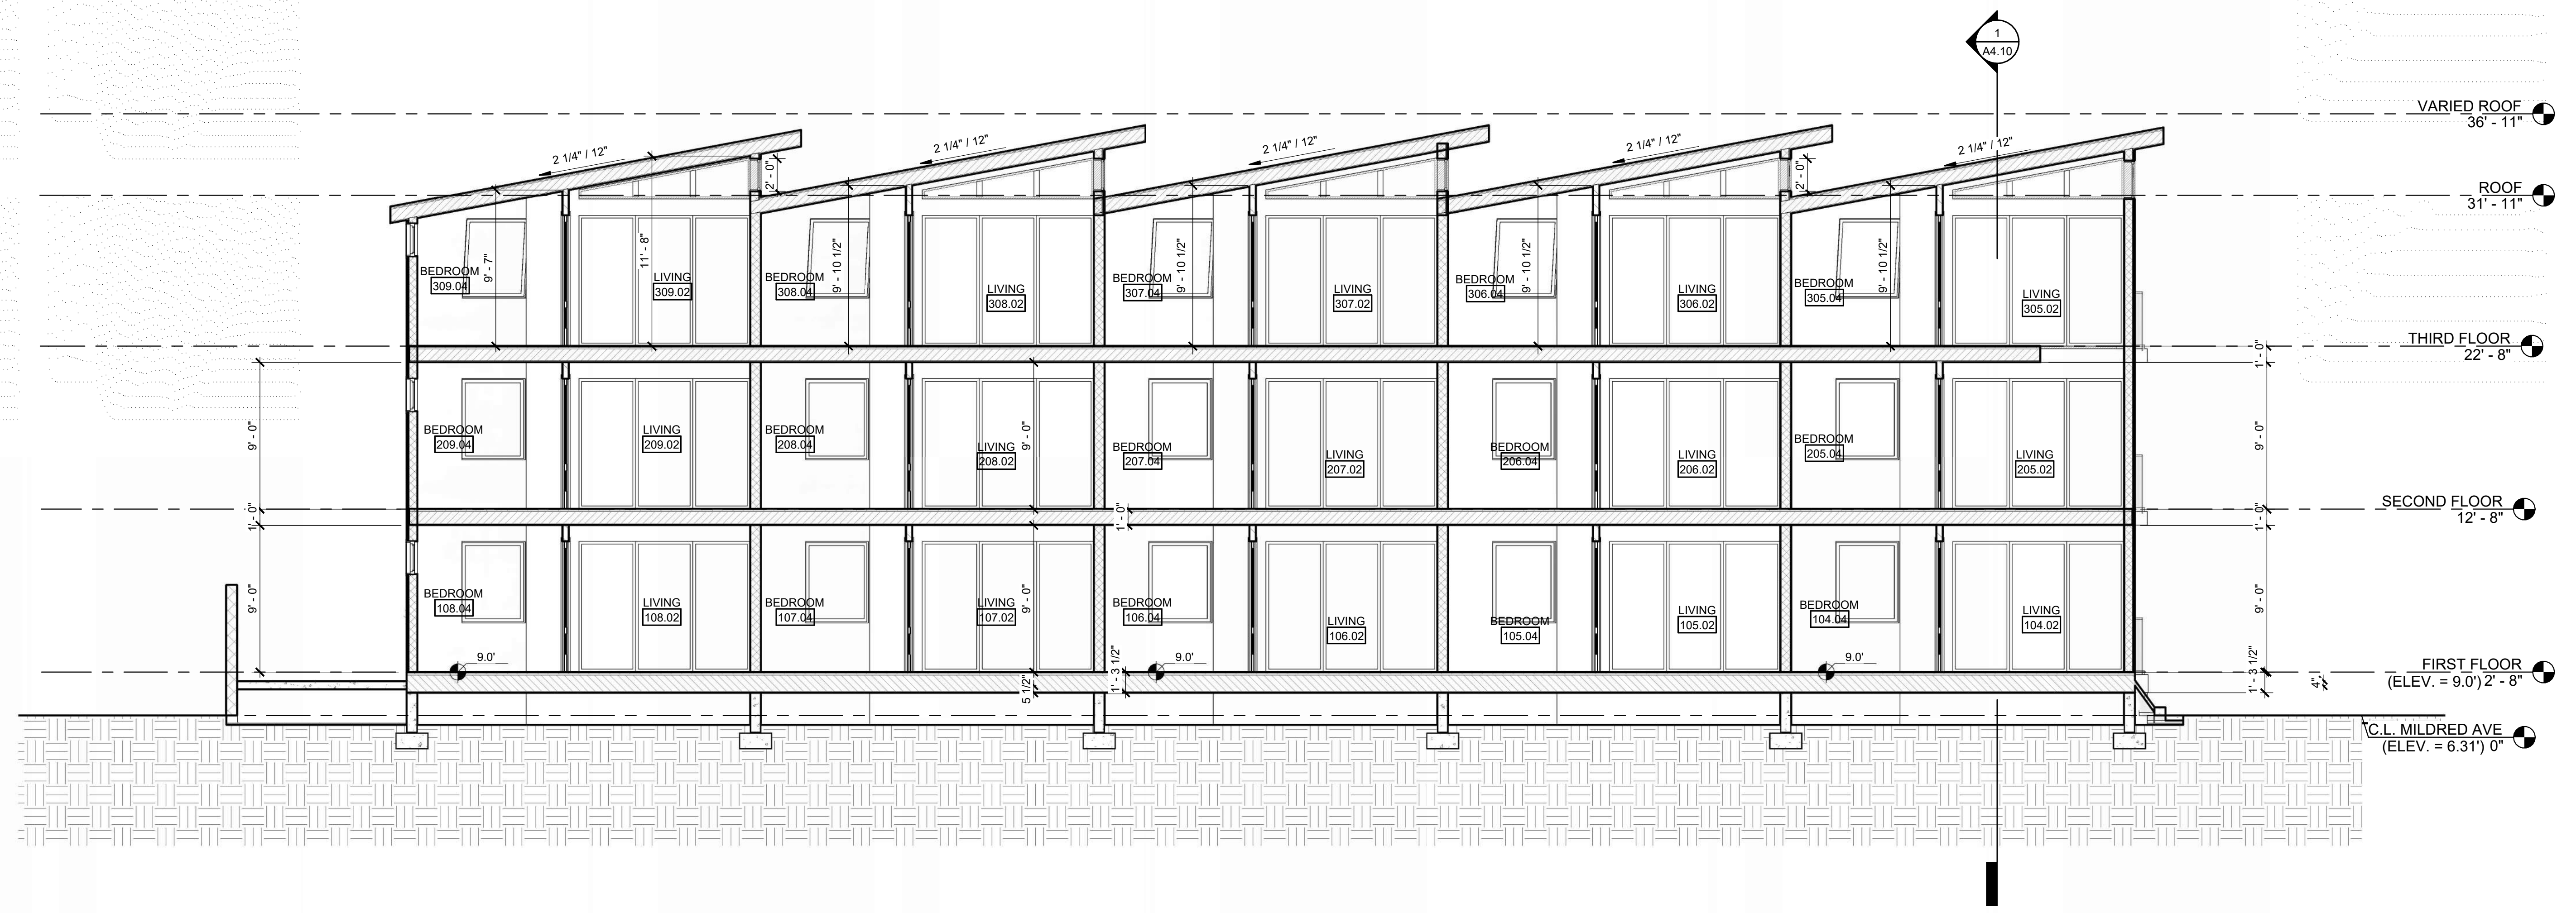 1
A4.10
VARIED ROOF
36' - 11"
2 1/4" / 12"
2 1/4" / 12"
2 1/4" / 12"
2 1/4" / 12"
2 1/4" / 12"
2' - 0"
2' - 0"
ROOF
31' - 11"
9' - 7"
11' - 8"
9' - 10 1/2"
9' - 10 1/2"
9' - 10 1/2"
9' - 10 1/2"
BEDROOM
309.04
LIVING
309.02
BEDROOM
308.04
LIVING
308.02
BEDROOM
307.04
LIVING
307.02
BEDROOM
306.04
LIVING
306.02
BEDROOM
305.04
LIVING
305.02
THIRD FLOOR
22' - 8"
1' - 0"
9' - 0"
BEDROOM
209.04
LIVING
209.02
BEDROOM
208.04
LIVING
208.02
9' - 0"
BEDROOM
207.04
LIVING
207.02
BEDROOM
206.04
LIVING
206.02
BEDROOM
205.04
LIVING
205.02
9' - 0"
SECOND FLOOR
12' - 8"
1' - 0"
1' - 0"
1' - 0"
9' - 0"
BEDROOM
108.04
LIVING
108.02
BEDROOM
107.04
LIVING
107.02
9' - 0"
BEDROOM
106.04
LIVING
106.02
BEDROOM
105.04
LIVING
105.02
BEDROOM
104.04
LIVING
104.02
9' - 0"
9.0'
9.0'
9.0'
5 1/2"
1' - 3 1/2"
1' - 3 1/2"
4"
FIRST FLOOR
(ELEV. = 9.0') 2' - 8"
C.L. MILDRED AVE
(ELEV. = 6.31') 0"